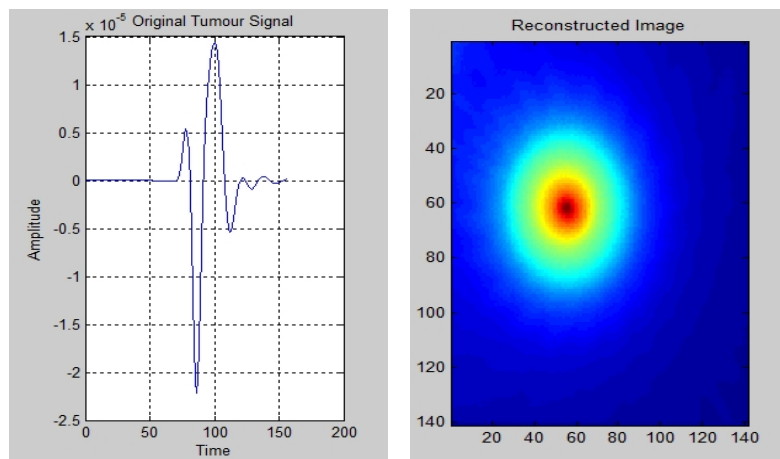 x 10^-5 Original Tumour Signal
1.5
1
0.5
0
-0.5
-1
-1.5
-2
-2.5
Amplitude
0 50 100 150 200
Time
Reconstructed Image
20
40
60
80
100
120
140
20 40 60 80 100 120 140